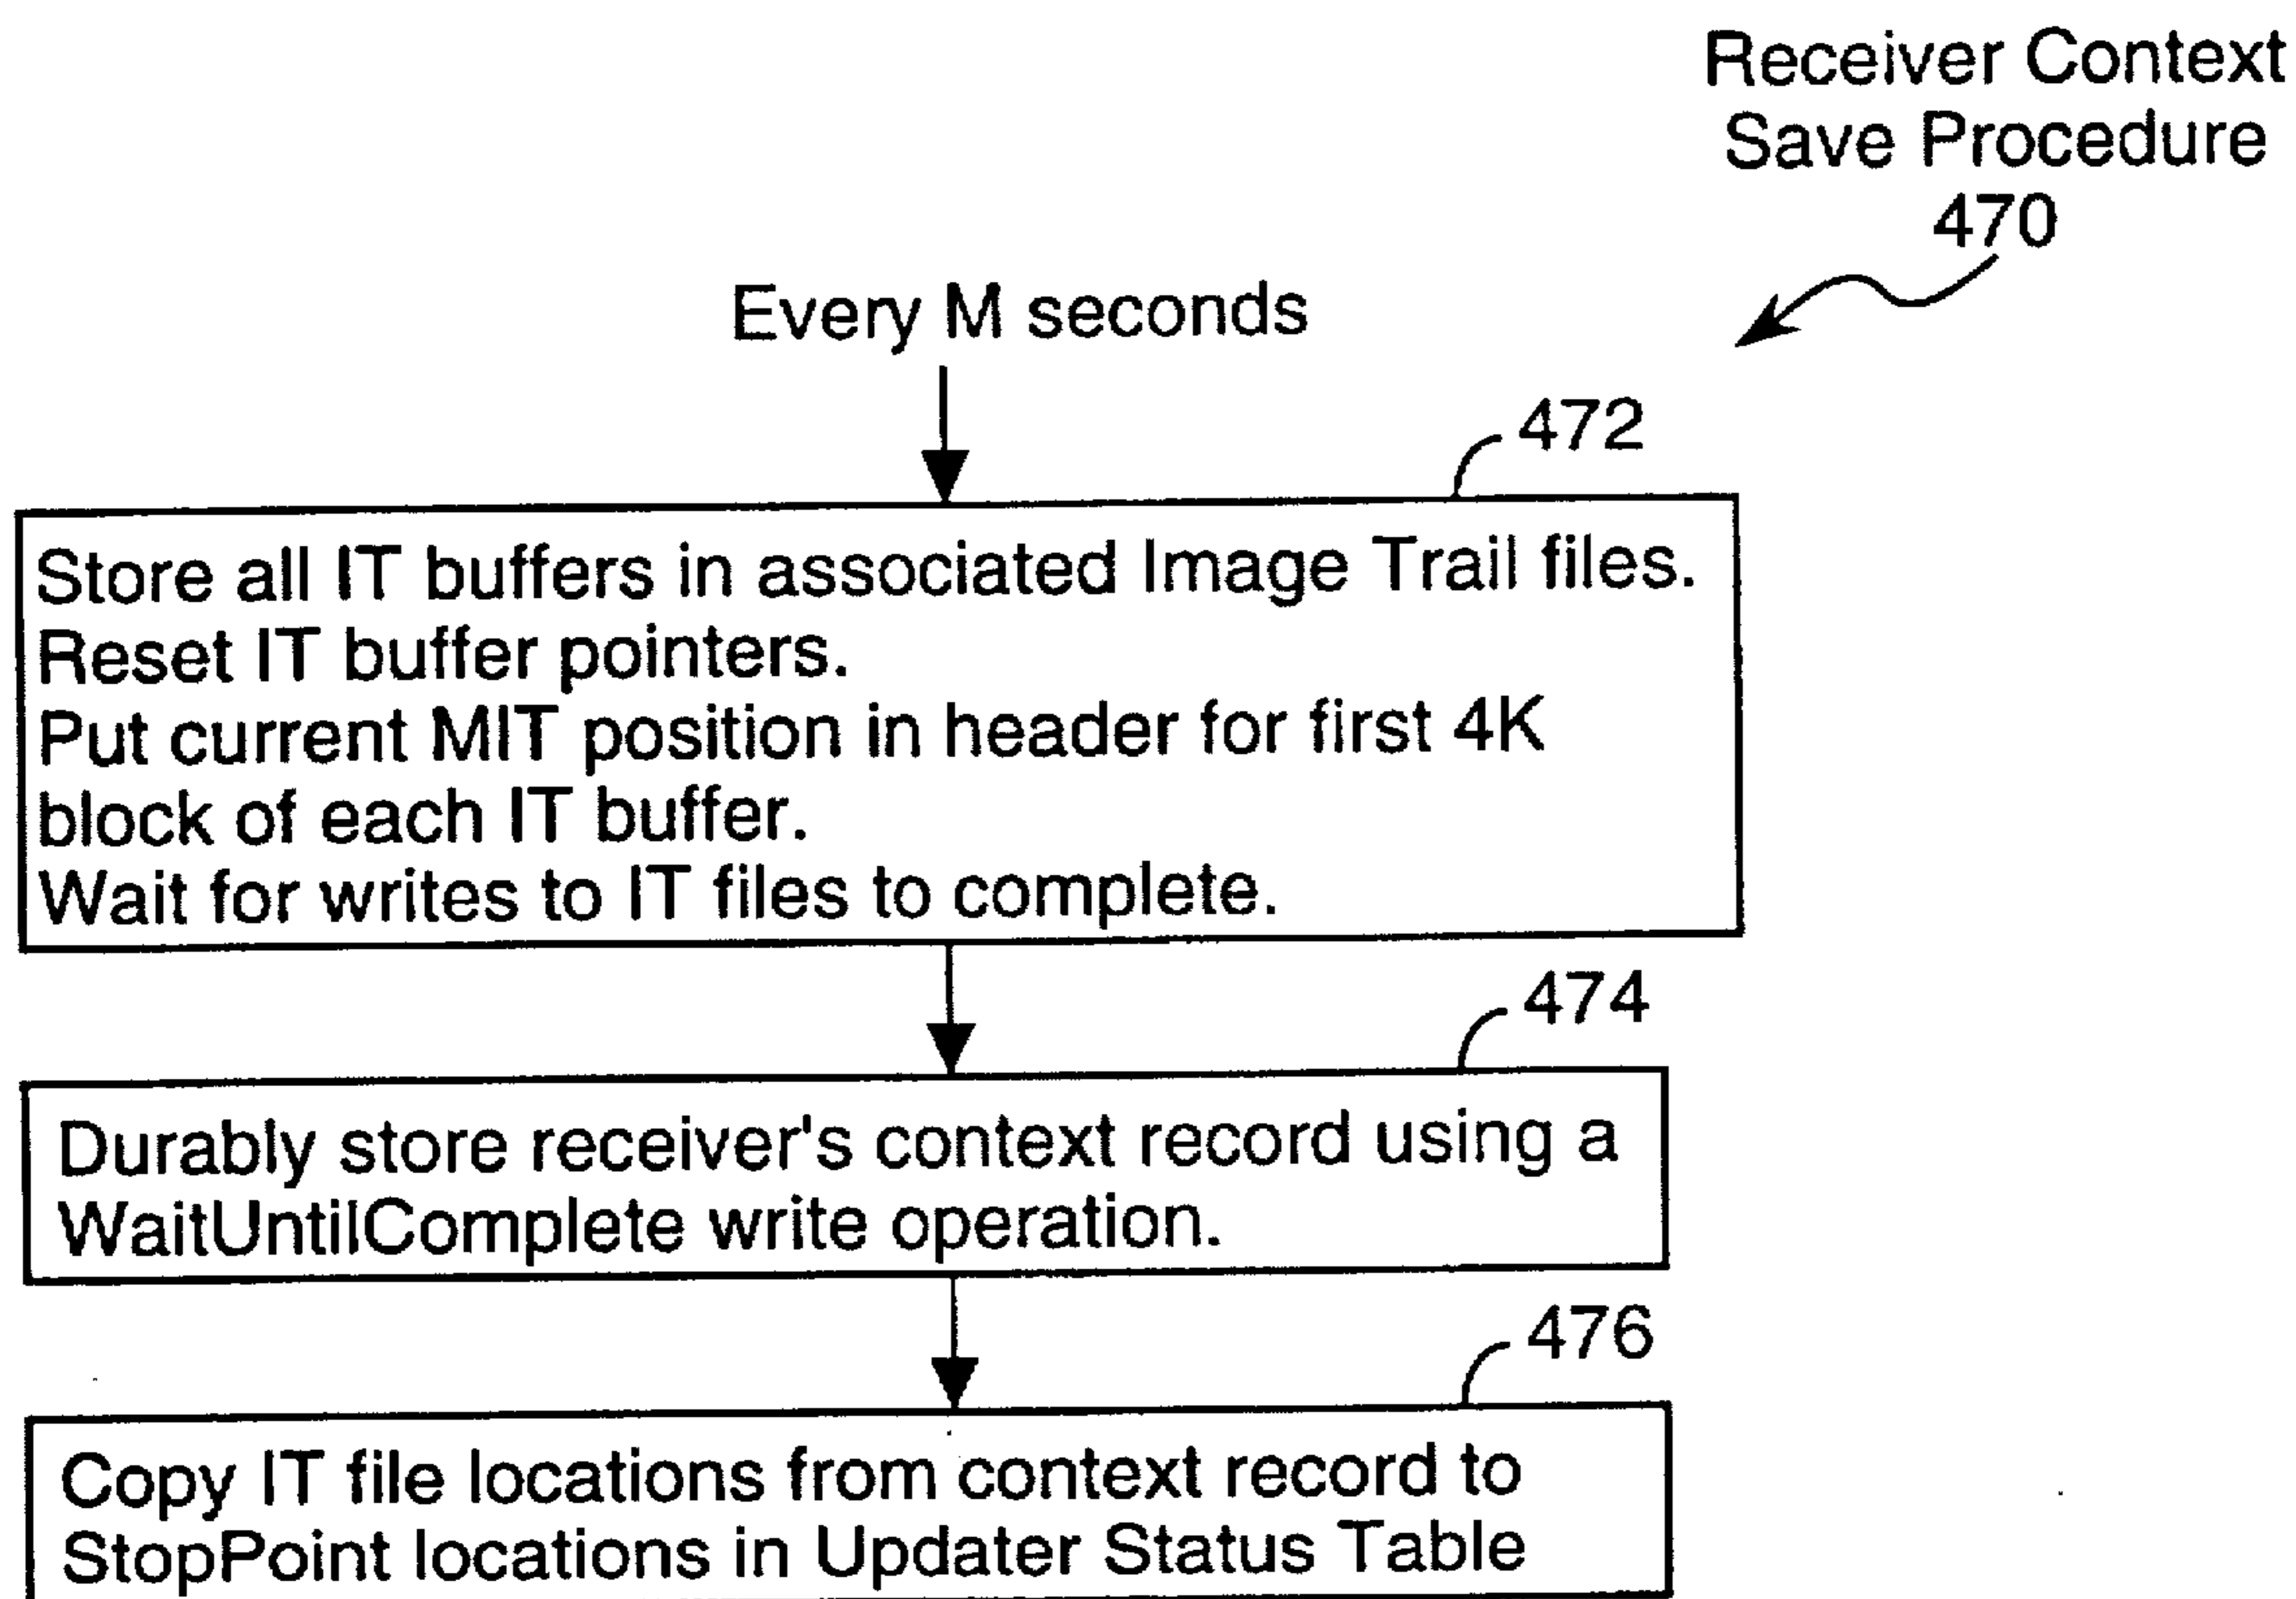 Receiver Context
Save Procedure
470
Every M seconds
472
Store all IT buffers in associated Image Trail files.
Reset IT buffer pointers.
Put current MIT position in header for first 4K
block of each IT buffer.
Wait for writes to IT files to complete.
474
Durably store receiver's context record using a
WaitUntilComplete write operation.
476
Copy IT file locations from context record to
StopPoint locations in Updater Status Table